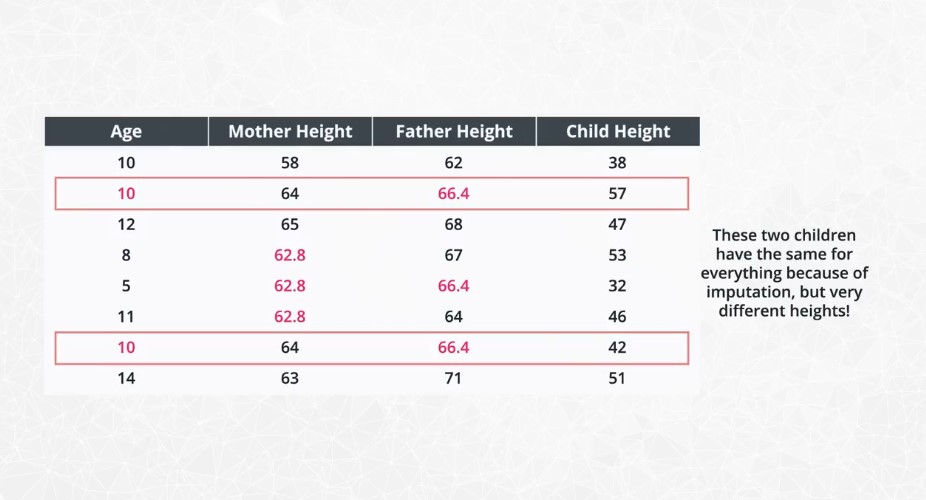 Age Mother Height Father Height Child Height
10 58 62 38
10 64 66.4 57
12 65 68 47
8 62.8 67 53
5 62.8 66.4 32
11 62.8 64 46
10 64 66.4 42
14 63 71 51
These two children
have the same for
everything because of
imputation, but very
different heights!